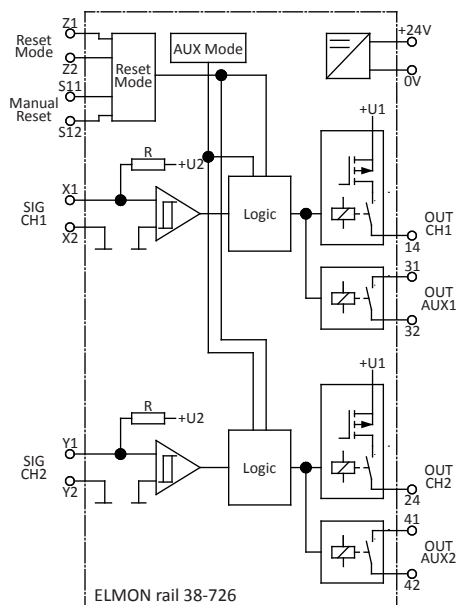 Z1
Reset
Mode
Z2
S11
Manual
Reset
S12
Reset
Mode
AUX Mode
+24V
0V
+U1
R
+U2
X1
SIG
CH1
X2
Logic
OUT
CH1
14
31
OUT
AUX1
32
+U1
R
+U2
Y1
SIG
CH2
Y2
Logic
OUT
CH2
24
41
OUT
AUX2
42
ELMON rail 38-726